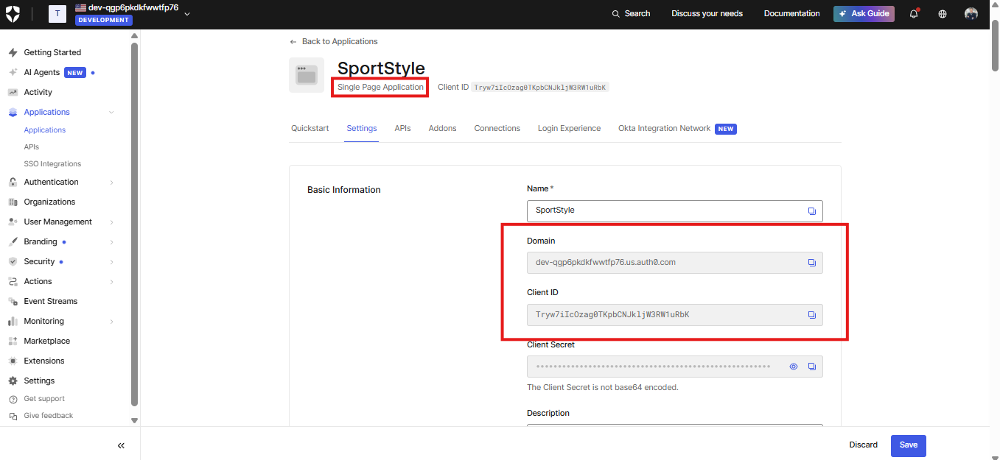 T
dev-qgp6pkdkfwwtfp76
DEVELOPMENT
Search
Discuss your needs
Documentation
Ask Guide
Getting Started
AI Agents NEW
Activity
Applications
Applications
APIs
SSO Integrations
Authentication
Organizations
User Management
Branding
Security
Actions
Event Streams
Monitoring
Marketplace
Extensions
Settings
Get support
Give feedback
Back to Applications
SportStyle
Single Page Application Client ID Tryw7iIcOzag0TKpbCNJkljW3RW1uRbK
Quickstart Settings APIs Addons Connections Login Experience Okta Integration Network NEW
Basic Information
Name *
SportStyle
Domain
dev-qgp6pkdkfwwtfp76.us.auth0.com
Client ID
Tryw7iIcOzag0TKpbCNJkljW3RW1uRbK
Client Secret
The Client Secret is not base64 encoded.
Description
Discard Save